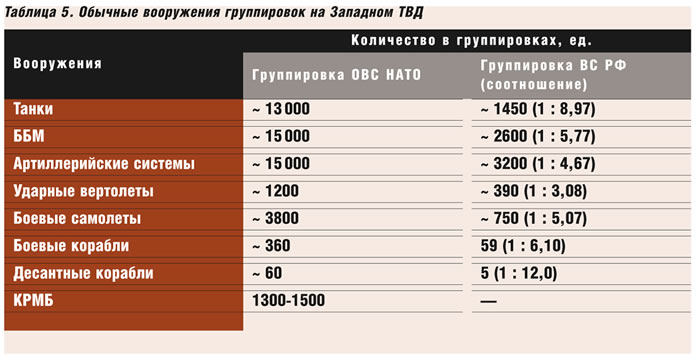 Таблица 5. Обычные вооружения группировок на Западном ТВД
Вооружения
Количество в группировках, ед.
Группировка ОВС НАТО
Группировка ВС РФ
(соотношение)
Танки ~ 13 000 ~ 1450 (1 : 8,97)
ББМ ~ 15 000 ~ 2600 (1 : 5,77)
Артиллерийские системы ~ 15 000 ~ 3200 (1 : 4,67)
Ударные вертолеты ~ 1200 ~ 390 (1 : 3,08)
Боевые самолеты ~ 3800 ~ 750 (1 : 5,07)
Боевые корабли ~ 360 59 (1 : 6,10)
Десантные корабли ~ 60 5 (1 : 12,0)
КРМБ 1300-1500 —